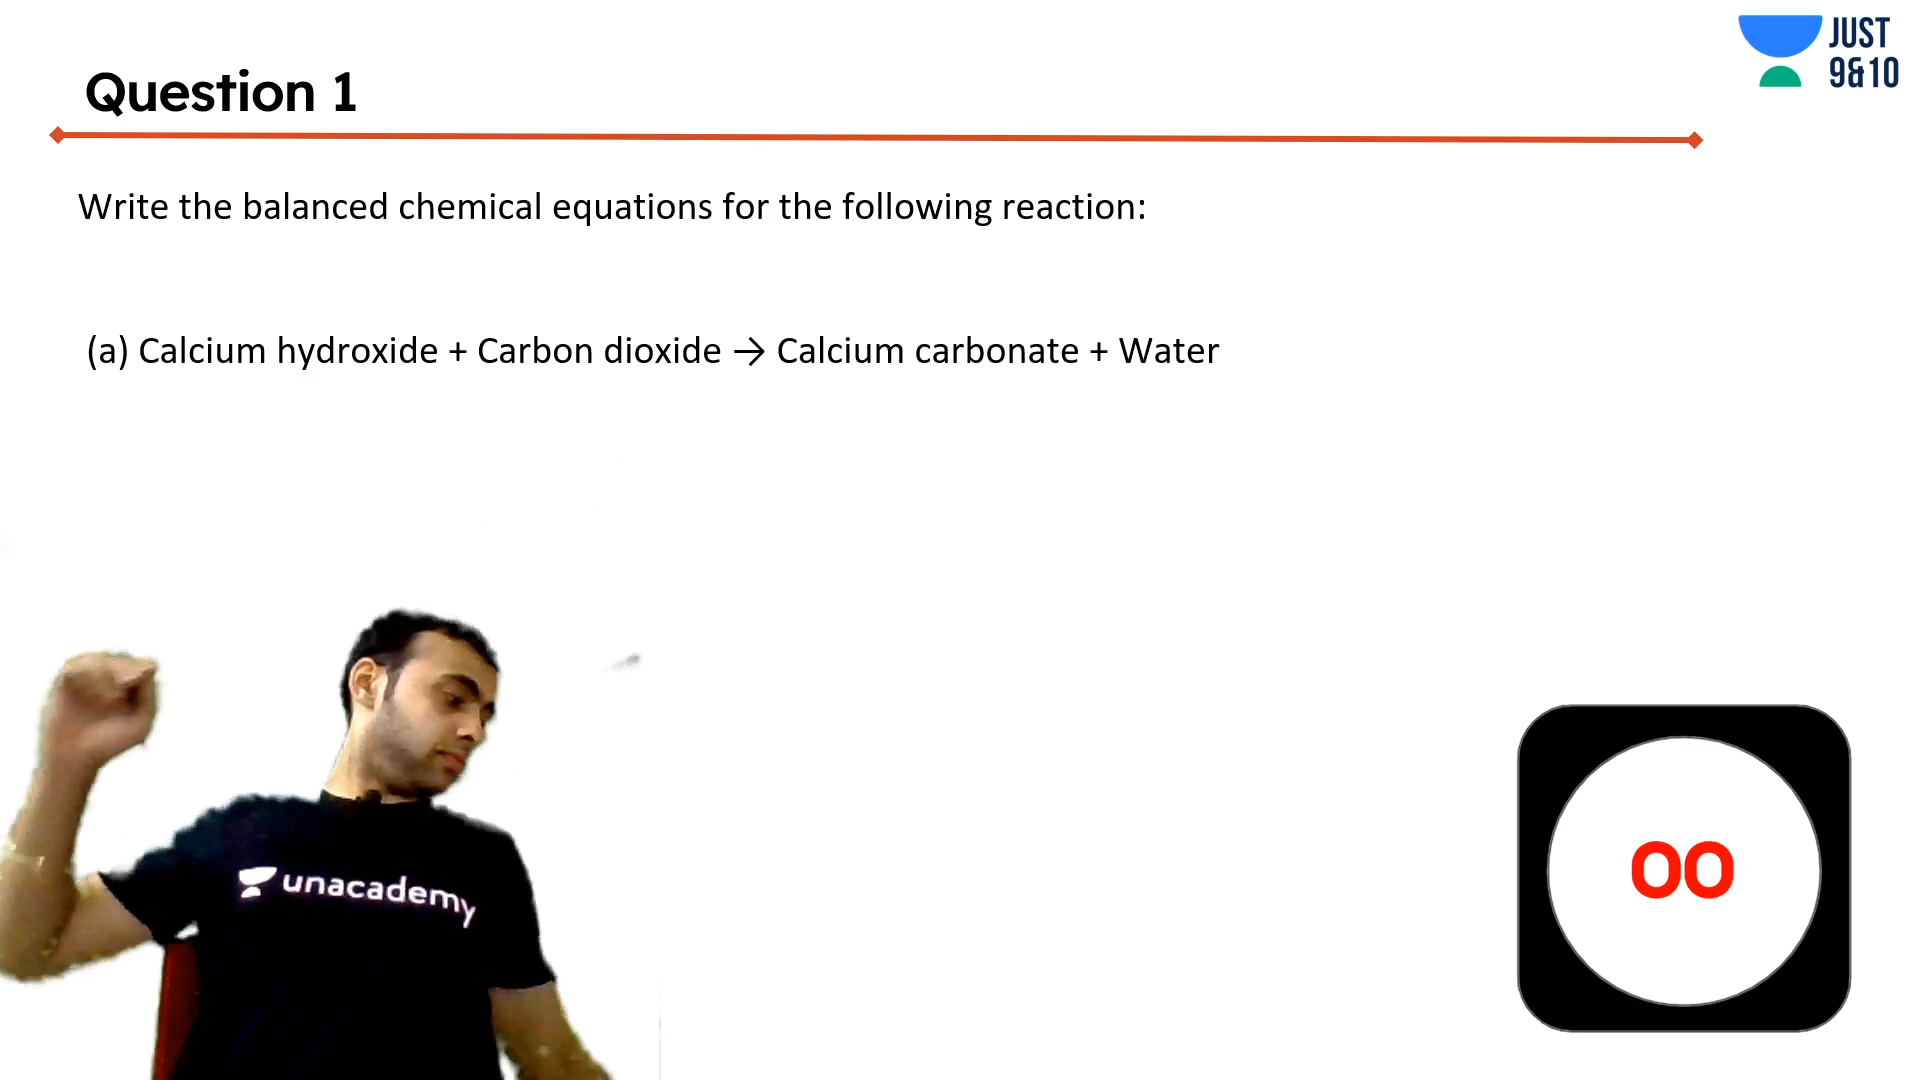 JUST
9&10
Question 1
Write the balanced chemical equations for the following reaction:
(a) Calcium hydroxide + Carbon dioxide → Calcium carbonate + Water
unacademy
00